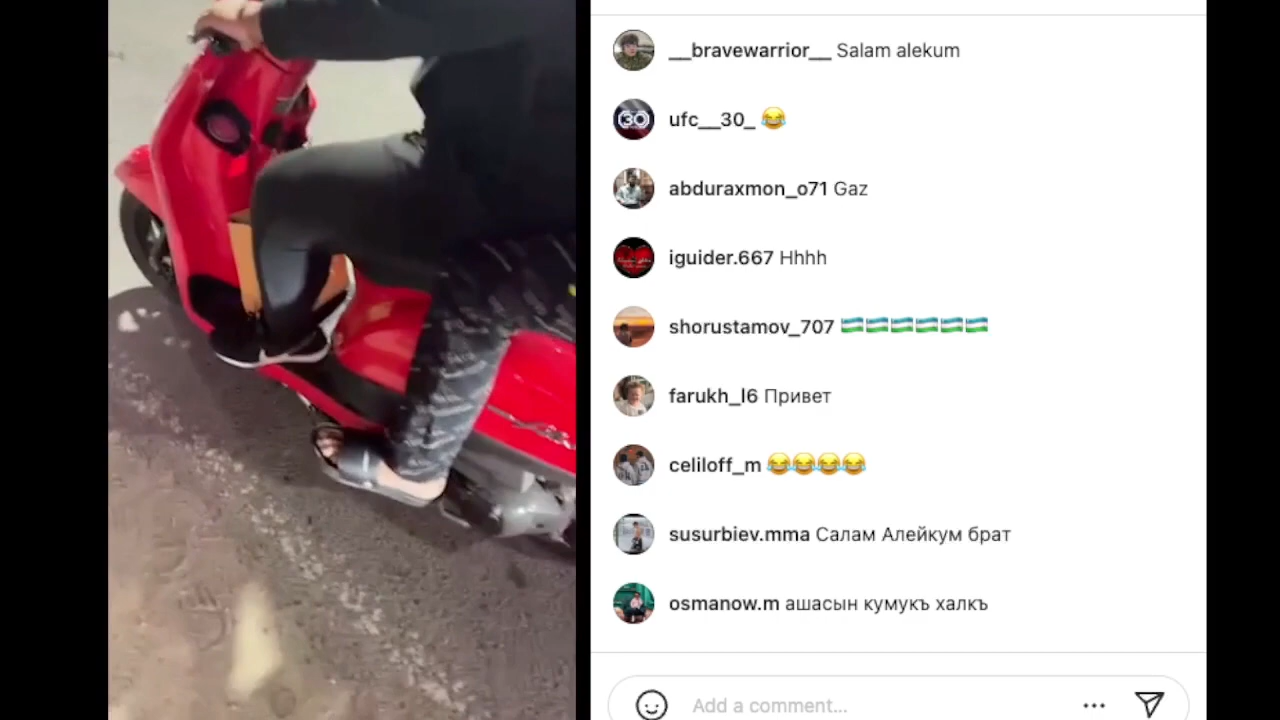 __bravewarrior__ Salam alekum
ufc__30_ 😂
abduraxmon_o71 Gaz
iguider.667 Hhhh
shorustamov_707 🇺🇿🇺🇿🇺🇿🇺🇿🇺🇿🇺🇿
farukh_l6 Привет
celiloff_m 😂😂😂😂
susurbiev.mma Салам Алейкум брат
osmanow.m ашасын кумукъ халкъ
Add a comment...